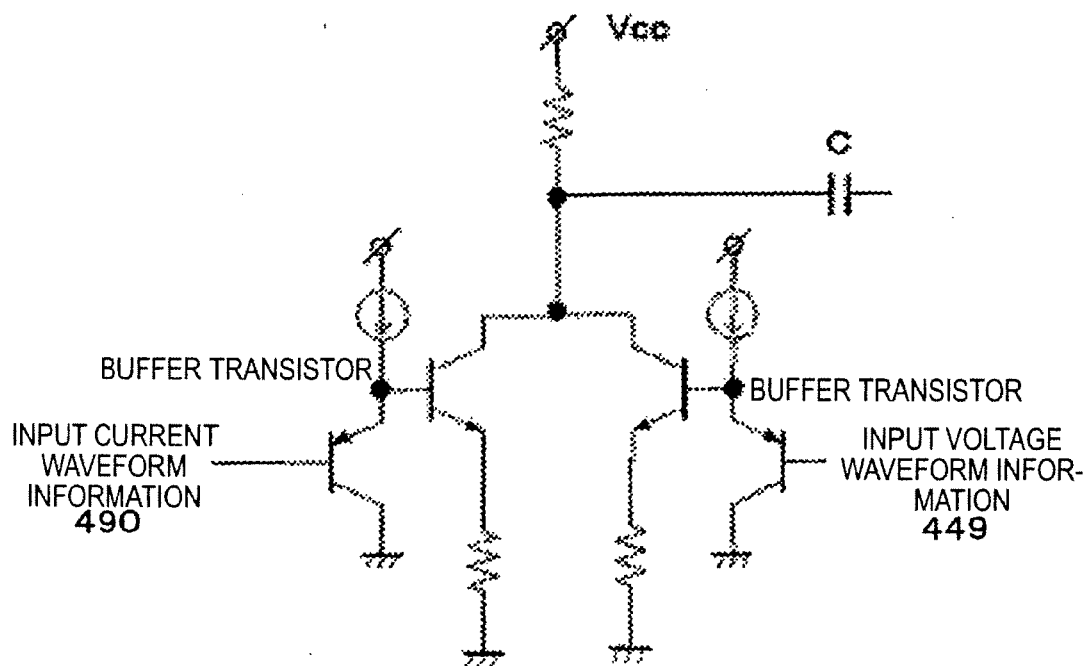 Vcc
C
BUFFER TRANSISTOR
BUFFER TRANSISTOR
INPUT CURRENT
WAVEFORM
INFORMATION
490
INPUT VOLTAGE
WAVEFORM INFOR-
MATION
449